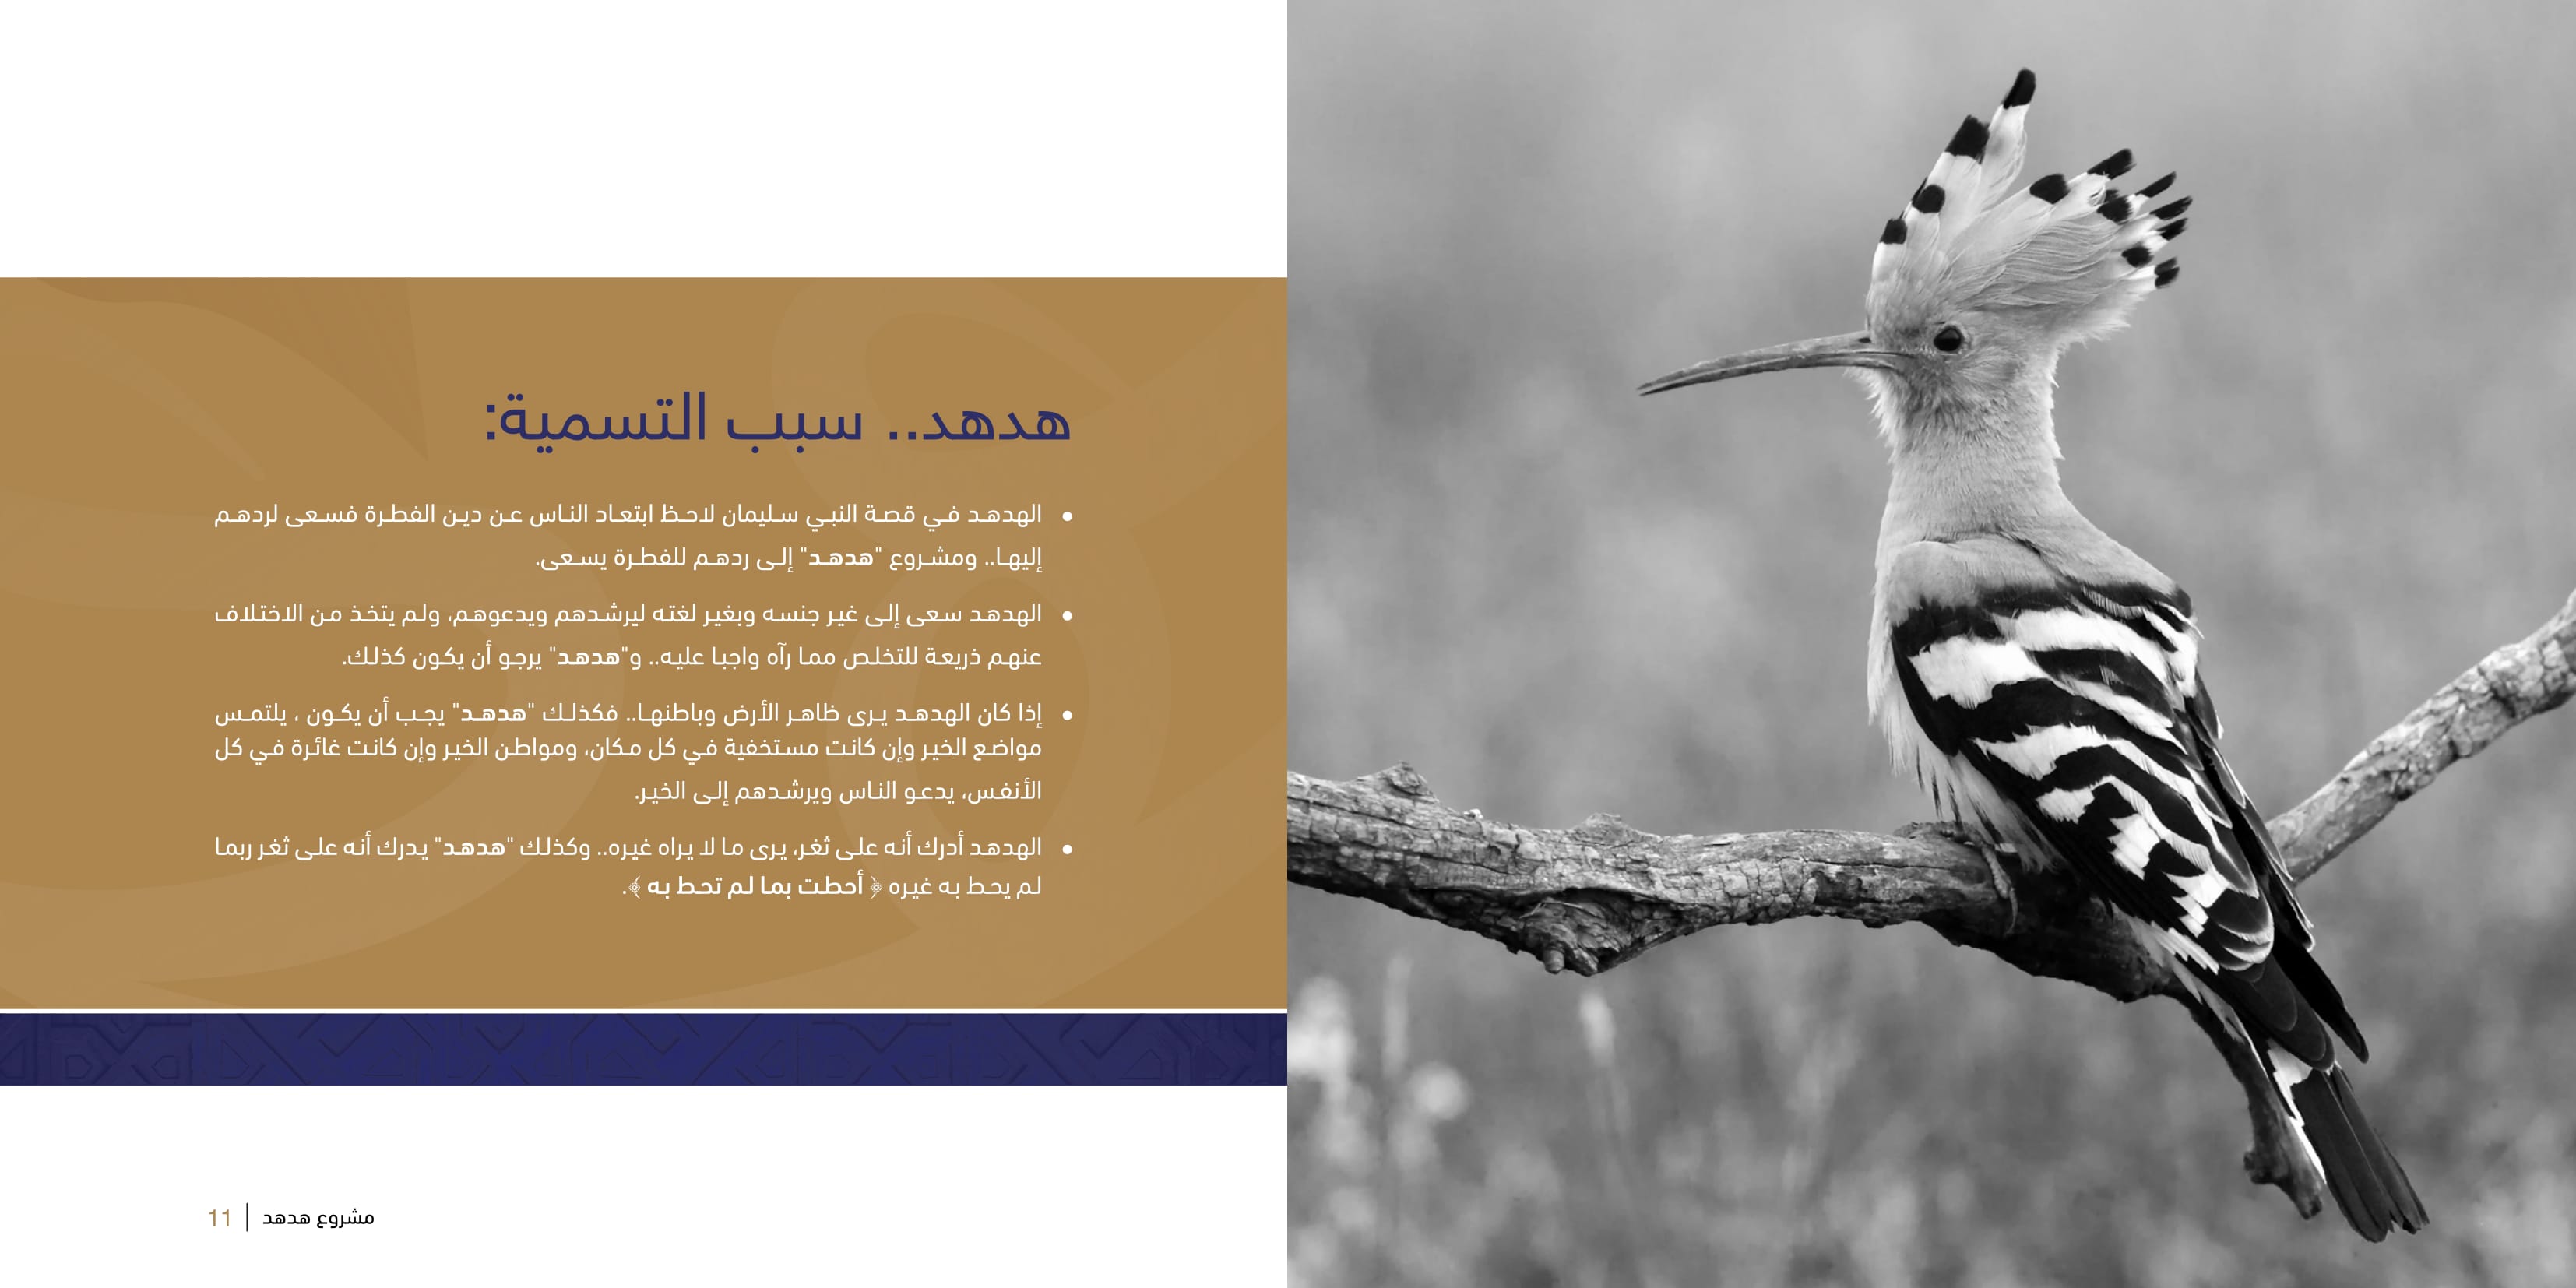 هدهد.. سبب التسمية:
• الهدهد في قصة النبي سليمان لاحظ ابتعاد الناس عن دين الفطرة فسعى لردهم
إليها.. ومشروع "هدهد" إلى ردهم للفطرة يسعى.
• الهدهد سعى إلى غير جنسه وبغير لغته ليرشدهم ويدعوهم، ولم يتخذ من الاختلاف
عنهم ذريعة للتخلص مما رآه واجبا عليه.. و"هدهد" يرجو أن يكون كذلك.
• إذا كان الهدهد يرى ظاهر الأرض وباطنها.. فكذلك "هدهد" يجب أن يكون ، يلتمس
مواضع الخير وإن كانت مستخفية في كل مكان، ومواطن الخير وإن كانت غائرة في كل
الأنفس، يدعو الناس ويرشدهم إلى الخير.
• الهدهد أدرك أنه على ثغر، يرى ما لا يراه غيره.. وكذلك "هدهد" يدرك أنه على ثغر ربما
لم يحط به غيره ﴿ أحطت بما لم تحط به ﴾.
مشروع هدهد | 11